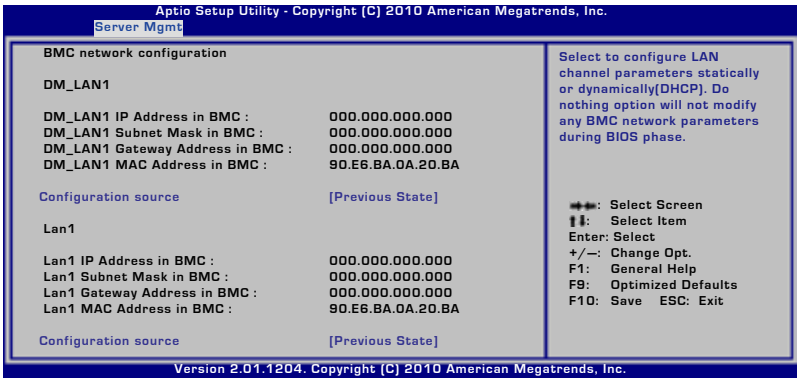 Aptio Setup Utility - Copyright (C) 2010 American Megatrends, Inc.
Server Mgmt
BMC network configuration
DM_LAN1
DM_LAN1 IP Address in BMC : 000.000.000.000
DM_LAN1 Subnet Mask in BMC : 000.000.000.000
DM_LAN1 Gateway Address in BMC : 000.000.000.000
DM_LAN1 MAC Address in BMC : 90.E6.BA.0A.20.BA
Configuration source [Previous State]
Lan1
Lan1 IP Address in BMC : 000.000.000.000
Lan1 Subnet Mask in BMC : 000.000.000.000
Lan1 Gateway Address in BMC : 000.000.000.000
Lan1 MAC Address in BMC : 90.E6.BA.0A.20.BA
Configuration source [Previous State]
Select to configure LAN
channel parameters statically
or dynamically(DHCP). Do
nothing option will not modify
any BMC network parameters
during BIOS phase.
→←: Select Screen
↑↓: Select Item
Enter: Select
+/—: Change Opt.
F1: General Help
F9: Optimized Defaults
F10: Save ESC: Exit
Version 2.01.1204. Copyright (C) 2010 American Megatrends, Inc.